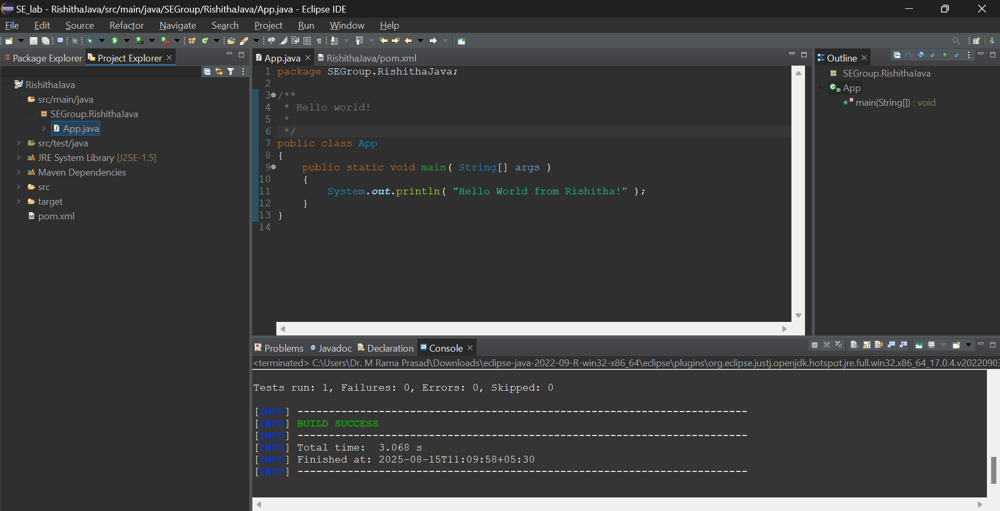 SE_lab - RishithaJava/src/main/java/SEGroup/RishithaJava/App.java - Eclipse IDE
File Edit Source Refactor Navigate Search Project Run Window Help
Package Explorer Project Explorer
RishithaJava
src/main/java
SEGroup.RishithaJava
App.java
src/test/java
JRE System Library [J2SE-1.5]
Maven Dependencies
src
target
pom.xml
App.java RishithaJava/pom.xml
1 package SEGroup.RishithaJava;
2
3 /**
4 * Hello world!
5 *
6 */
7 public class App
8 {
9 public static void main( String[] args )
10 {
11 System.out.println( "Hello World from Rishitha!" );
12 }
13 }
14
Outline
SEGroup.RishithaJava
App
main(String[]) : void
Problems Javadoc Declaration Console
<terminated> C:\Users\Dr. M Rama Prasad\Downloads\eclipse-java-2022-09-R-win32-x86_64\eclipse\plugins\org.eclipse.justj.openjdk.hotspot.jre.full.win32.x86_64_17.0.4.v20220903
Tests run: 1, Failures: 0, Errors: 0, Skipped: 0
[INFO] ------------------------------------------------------------------------
[INFO] BUILD SUCCESS
[INFO] ------------------------------------------------------------------------
[INFO] Total time:  3.068 s
[INFO] Finished at: 2025-08-15T11:09:58+05:30
[INFO] ------------------------------------------------------------------------